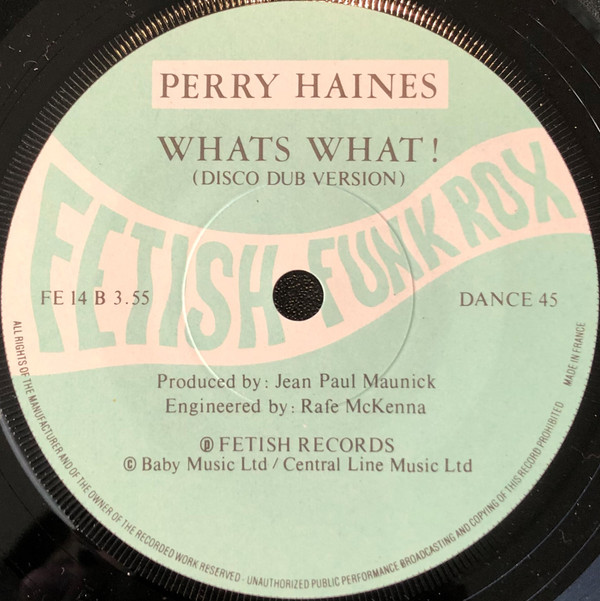 PERRY HAINES
WHATS WHAT!
(DISCO DUB VERSION)
FETISH FUNK ROX
FE 14 B 3.55
DANCE 45
Produced by: Jean Paul Maunick
Engineered by: Rafe McKenna
Ⓟ FETISH RECORDS
© Baby Music Ltd / Central Line Music Ltd
ALL RIGHTS OF THE MANUFACTURER AND OF THE OWNER OF THE RECORDED WORK RESERVED - UNAUTHORIZED PUBLIC PERFORMANCE BROADCASTING AND COPYING OF THIS RECORD PROHIBITED
MADE IN FRANCE